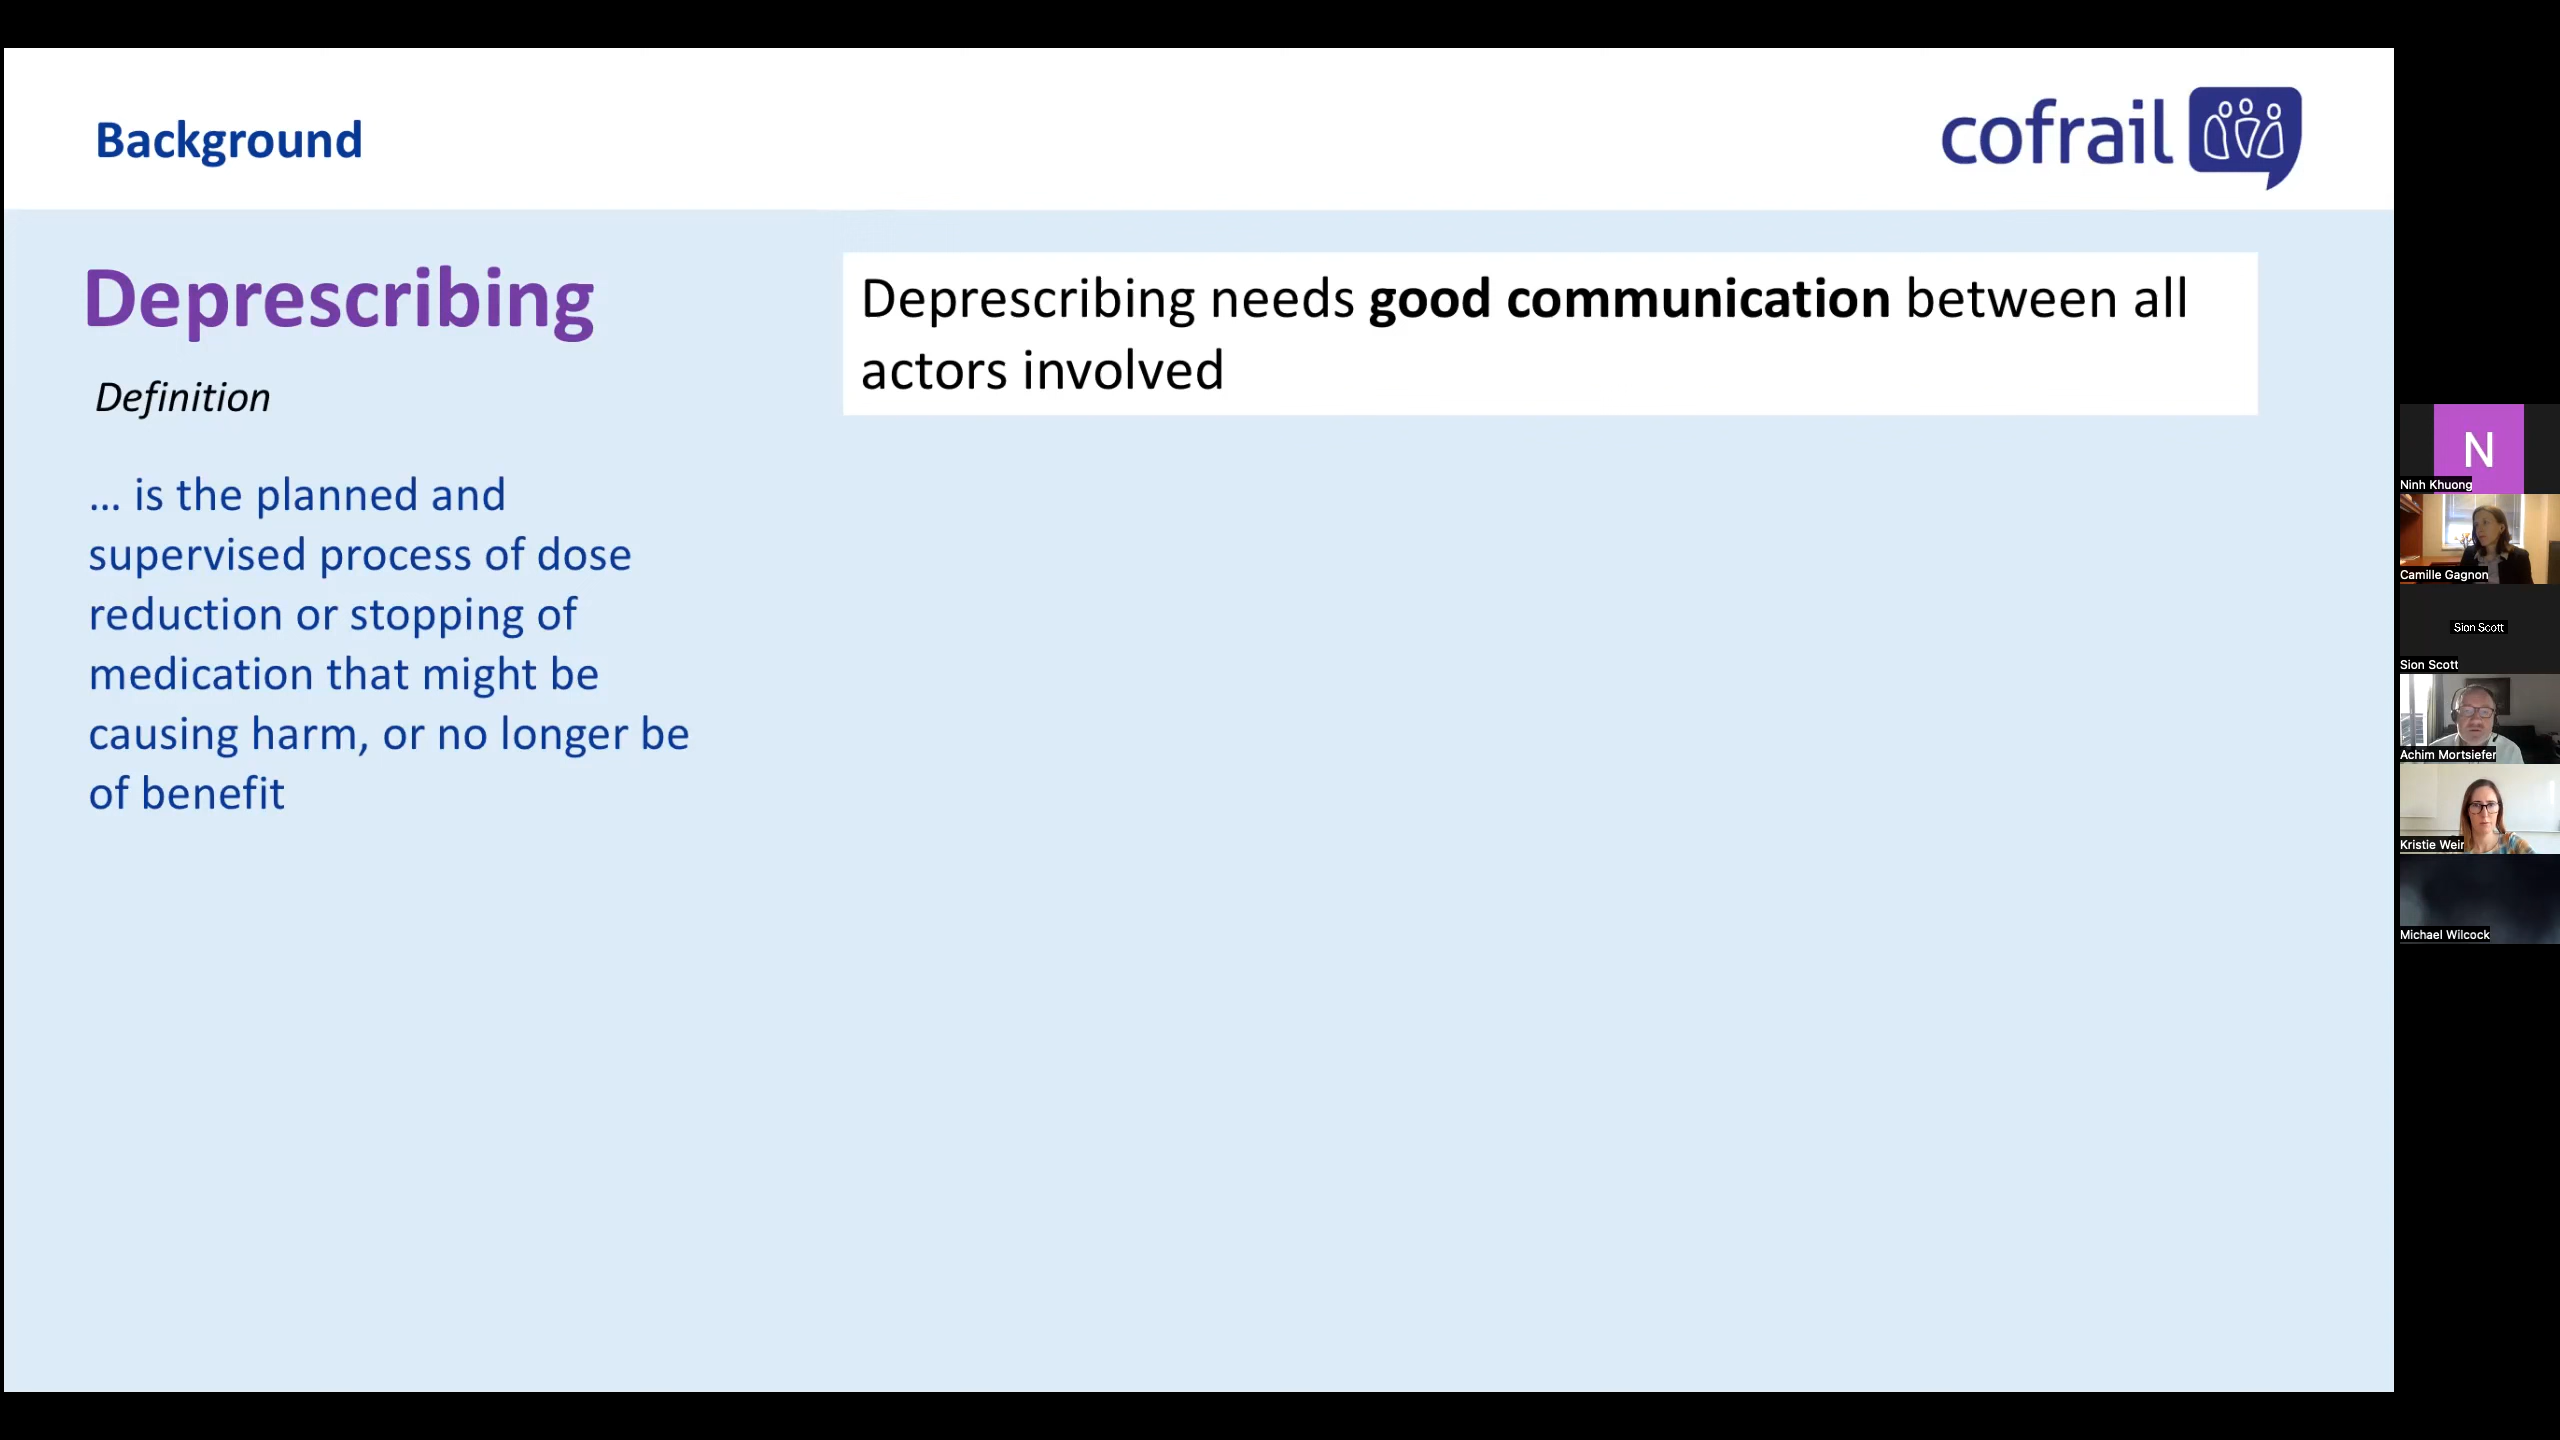 Background
cofrail
Deprescribing
Definition
... is the planned and
supervised process of dose
reduction or stopping of
medication that might be
causing harm, or no longer be
of benefit
Deprescribing needs good communication between all
actors involved
N
Ninh Khuong
Camille Gagnon
Sion Scott
Sion Scott
Achim Mortsiefer
Kristie Weir
Michael Wilcock